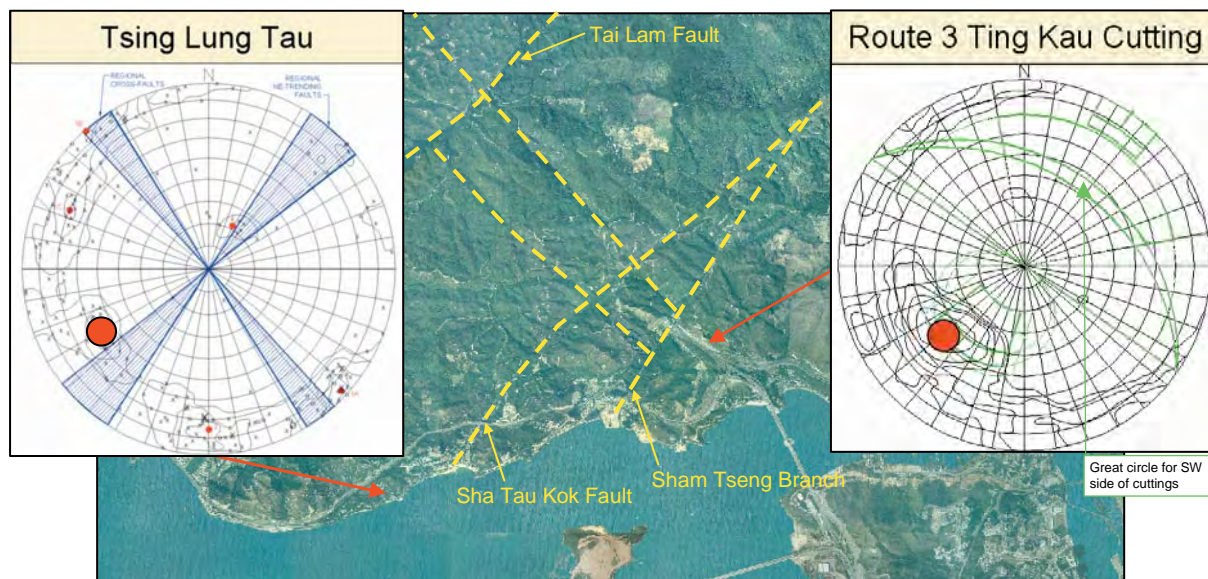 Tsing Lung Tau
REGIONAL
CROSS-FAULTS
N
REGIONAL
NE-TRENDING
FAULTS
Tai Lam Fault
Sha Tau Kok Fault
Sham Tseng Branch
Route 3 Ting Kau Cutting
N
Great circle for SW
side of cuttings